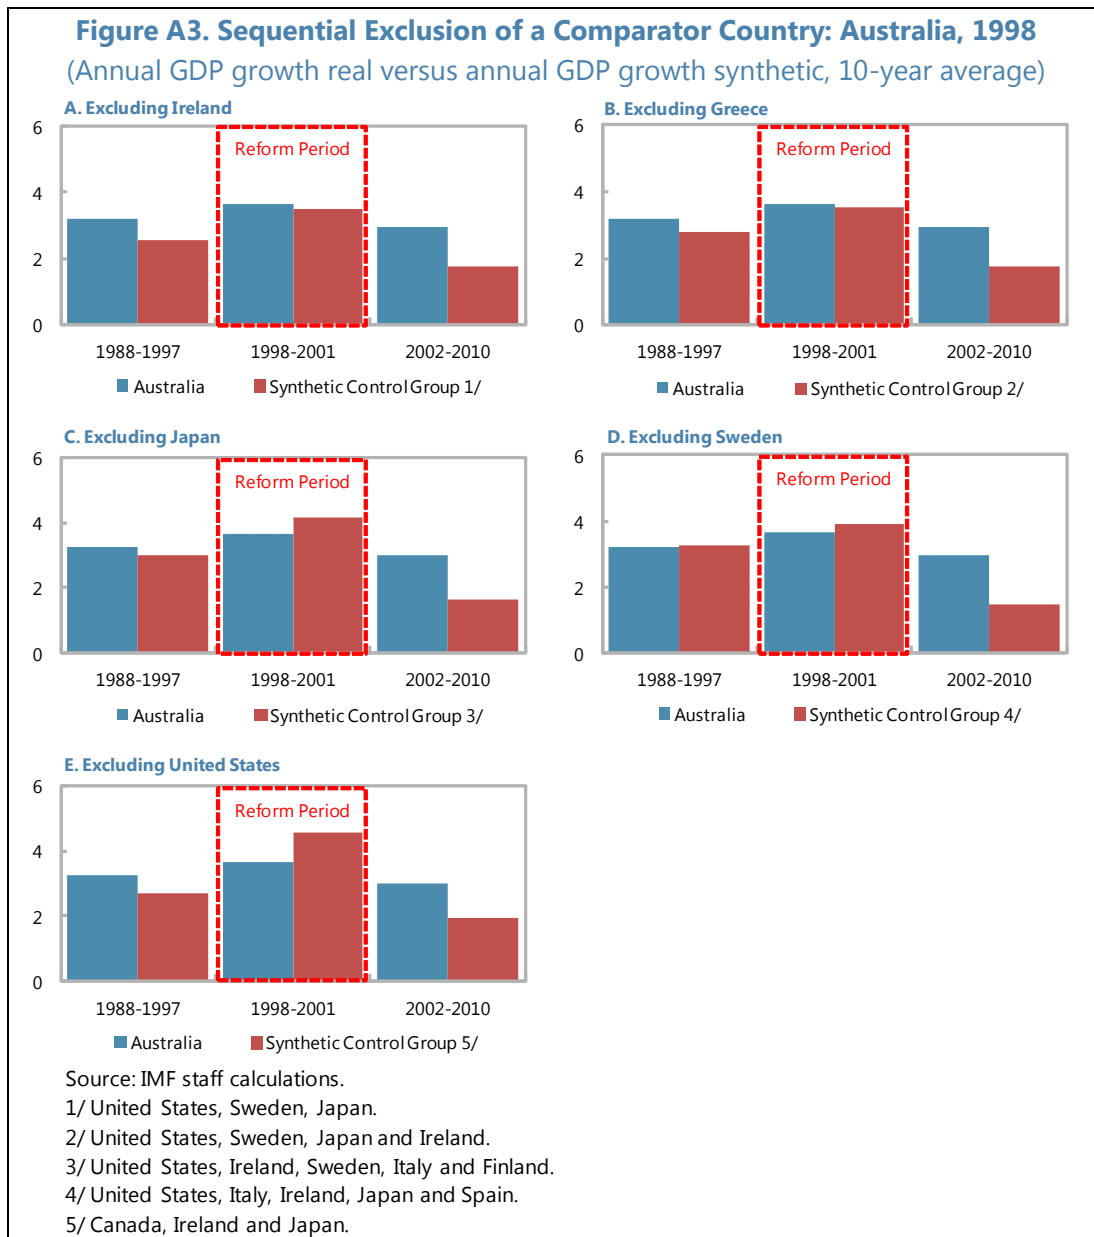 Figure A3. Sequential Exclusion of a Comparator Country: Australia, 1998
(Annual GDP growth real versus annual GDP growth synthetic, 10-year average)
A. Excluding Ireland
6
4
2
0
Reform Period
1988-1997 1998-2001 2002-2010
Australia Synthetic Control Group 1/
B. Excluding Greece
6
4
2
0
Reform Period
1988-1997 1998-2001 2002-2010
Australia Synthetic Control Group 2/
C. Excluding Japan
6
4
2
0
Reform Period
1988-1997 1998-2001 2002-2010
Australia Synthetic Control Group 3/
D. Excluding Sweden
6
4
2
0
Reform Period
1988-1997 1998-2001 2002-2010
Australia Synthetic Control Group 4/
E. Excluding United States
6
4
2
0
Reform Period
1988-1997 1998-2001 2002-2010
Australia Synthetic Control Group 5/
Source: IMF staff calculations.
1/ United States, Sweden, Japan.
2/ United States, Sweden, Japan and Ireland.
3/ United States, Ireland, Sweden, Italy and Finland.
4/ United States, Italy, Ireland, Japan and Spain.
5/ Canada, Ireland and Japan.